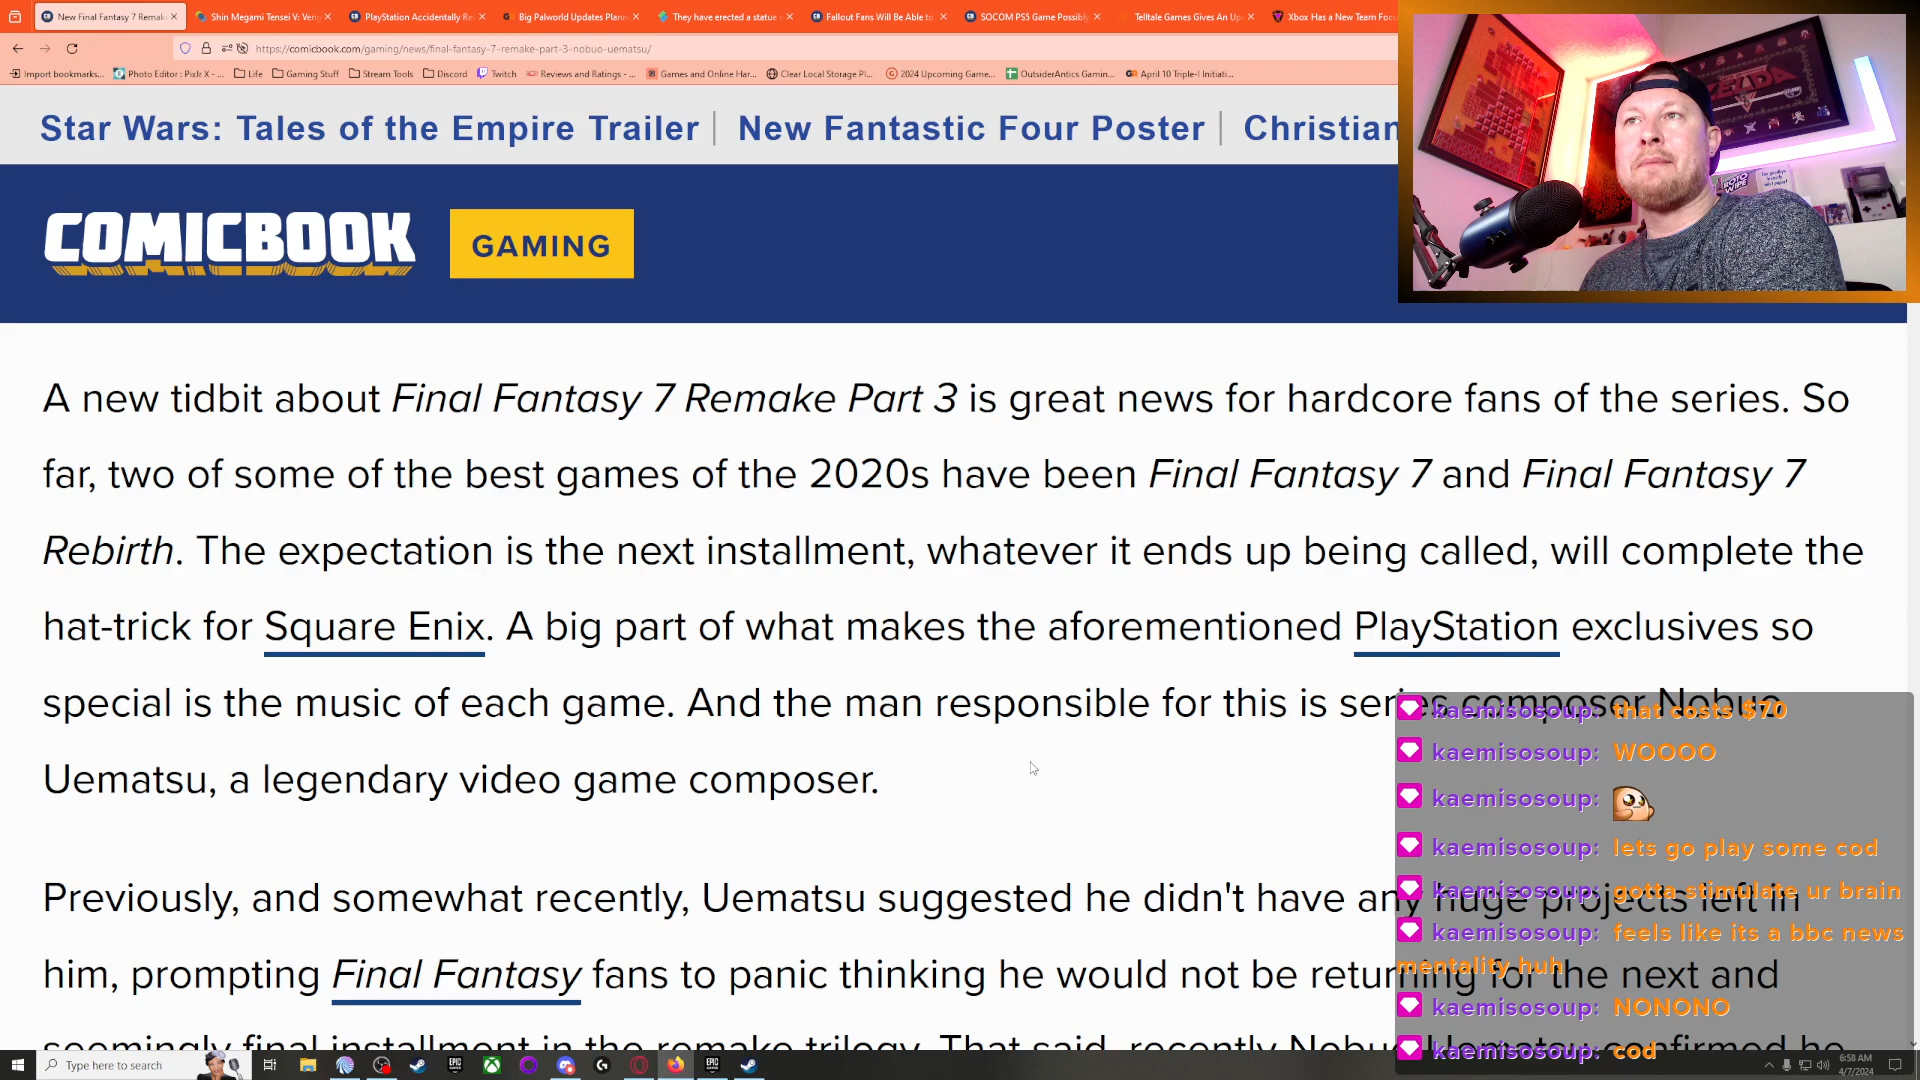 New Final Fantasy 7 Remake
Shin Megami Tensei V: Veng
PlayStation Accidentally Re
Big Palworld Updates Plann
They have erected a statue
Fallout Fans Will Be Able to
SOCOM PS5 Game Possibly
Telltale Games Gives An Up
Xbox Has a New Team Focu
https://comicbook.com/gaming/news/final-fantasy-7-remake-part-3-nobuo-uematsu/
Import bookmarks...
Photo Editor : Pixlr X - ...
Life
Gaming Stuff
Stream Tools
Discord
Twitch
Reviews and Ratings - ...
Games and Online Har...
Clear Local Storage Pl...
2024 Upcoming Game...
OutsiderAntics Gamin...
April 10 Triple-I Initiati...
Star Wars: Tales of the Empire Trailer | New Fantastic Four Poster | Christian
COMICBOOK
GAMING
ZELDA
A new tidbit about Final Fantasy 7 Remake Part 3 is great news for hardcore fans of the series. So
far, two of some of the best games of the 2020s have been Final Fantasy 7 and Final Fantasy 7
Rebirth. The expectation is the next installment, whatever it ends up being called, will complete the
hat-trick for Square Enix. A big part of what makes the aforementioned PlayStation exclusives so
special is the music of each game. And the man responsible for this is series composer Nobuo
Uematsu, a legendary video game composer.
Previously, and somewhat recently, Uematsu suggested he didn't have any huge projects left in
him, prompting Final Fantasy fans to panic thinking he would not be returning for the next and
seemingly final installment in the remake trilogy. That said, recently Nobuo Uematsu confirmed he
kaemisosoup: that costs $70
kaemisosoup: WOOOO
kaemisosoup:
kaemisosoup: lets go play some cod
kaemisosoup: gotta stimulate ur brain
kaemisosoup: feels like its a bbc news
mentality huh
kaemisosoup: NONONO
kaemisosoup: cod
Type here to search
6:58 AM
4/7/2024